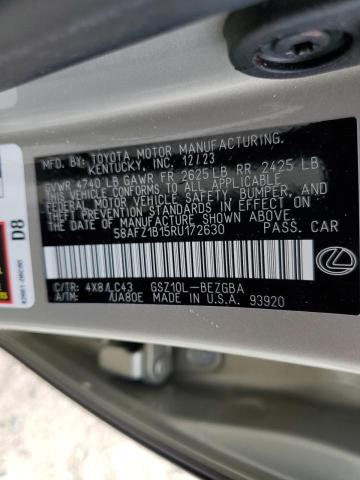 MFD. BY: TOYOTA MOTOR MANUFACTURING,
KENTUCKY, INC. 12/23
GVWR 4740 LB GAWR FR 2625 LB RR. 2425 LB
THIS VEHICLE CONFORMS TO ALL APPLICABLE
FEDERAL MOTOR VEHICLE SAFETY, BUMPER, AND
THEFT PREVENTION STANDARDS IN EFFECT ON
THE DATE OF MANUFACTURE SHOWN ABOVE.
58AFZ1B15RU172630 PASS. CAR
C/TR: 4X8/LC43 GSZ10L-BEZGBA
A/TM: /UA80E MADE IN U.S.A. 93920
D8